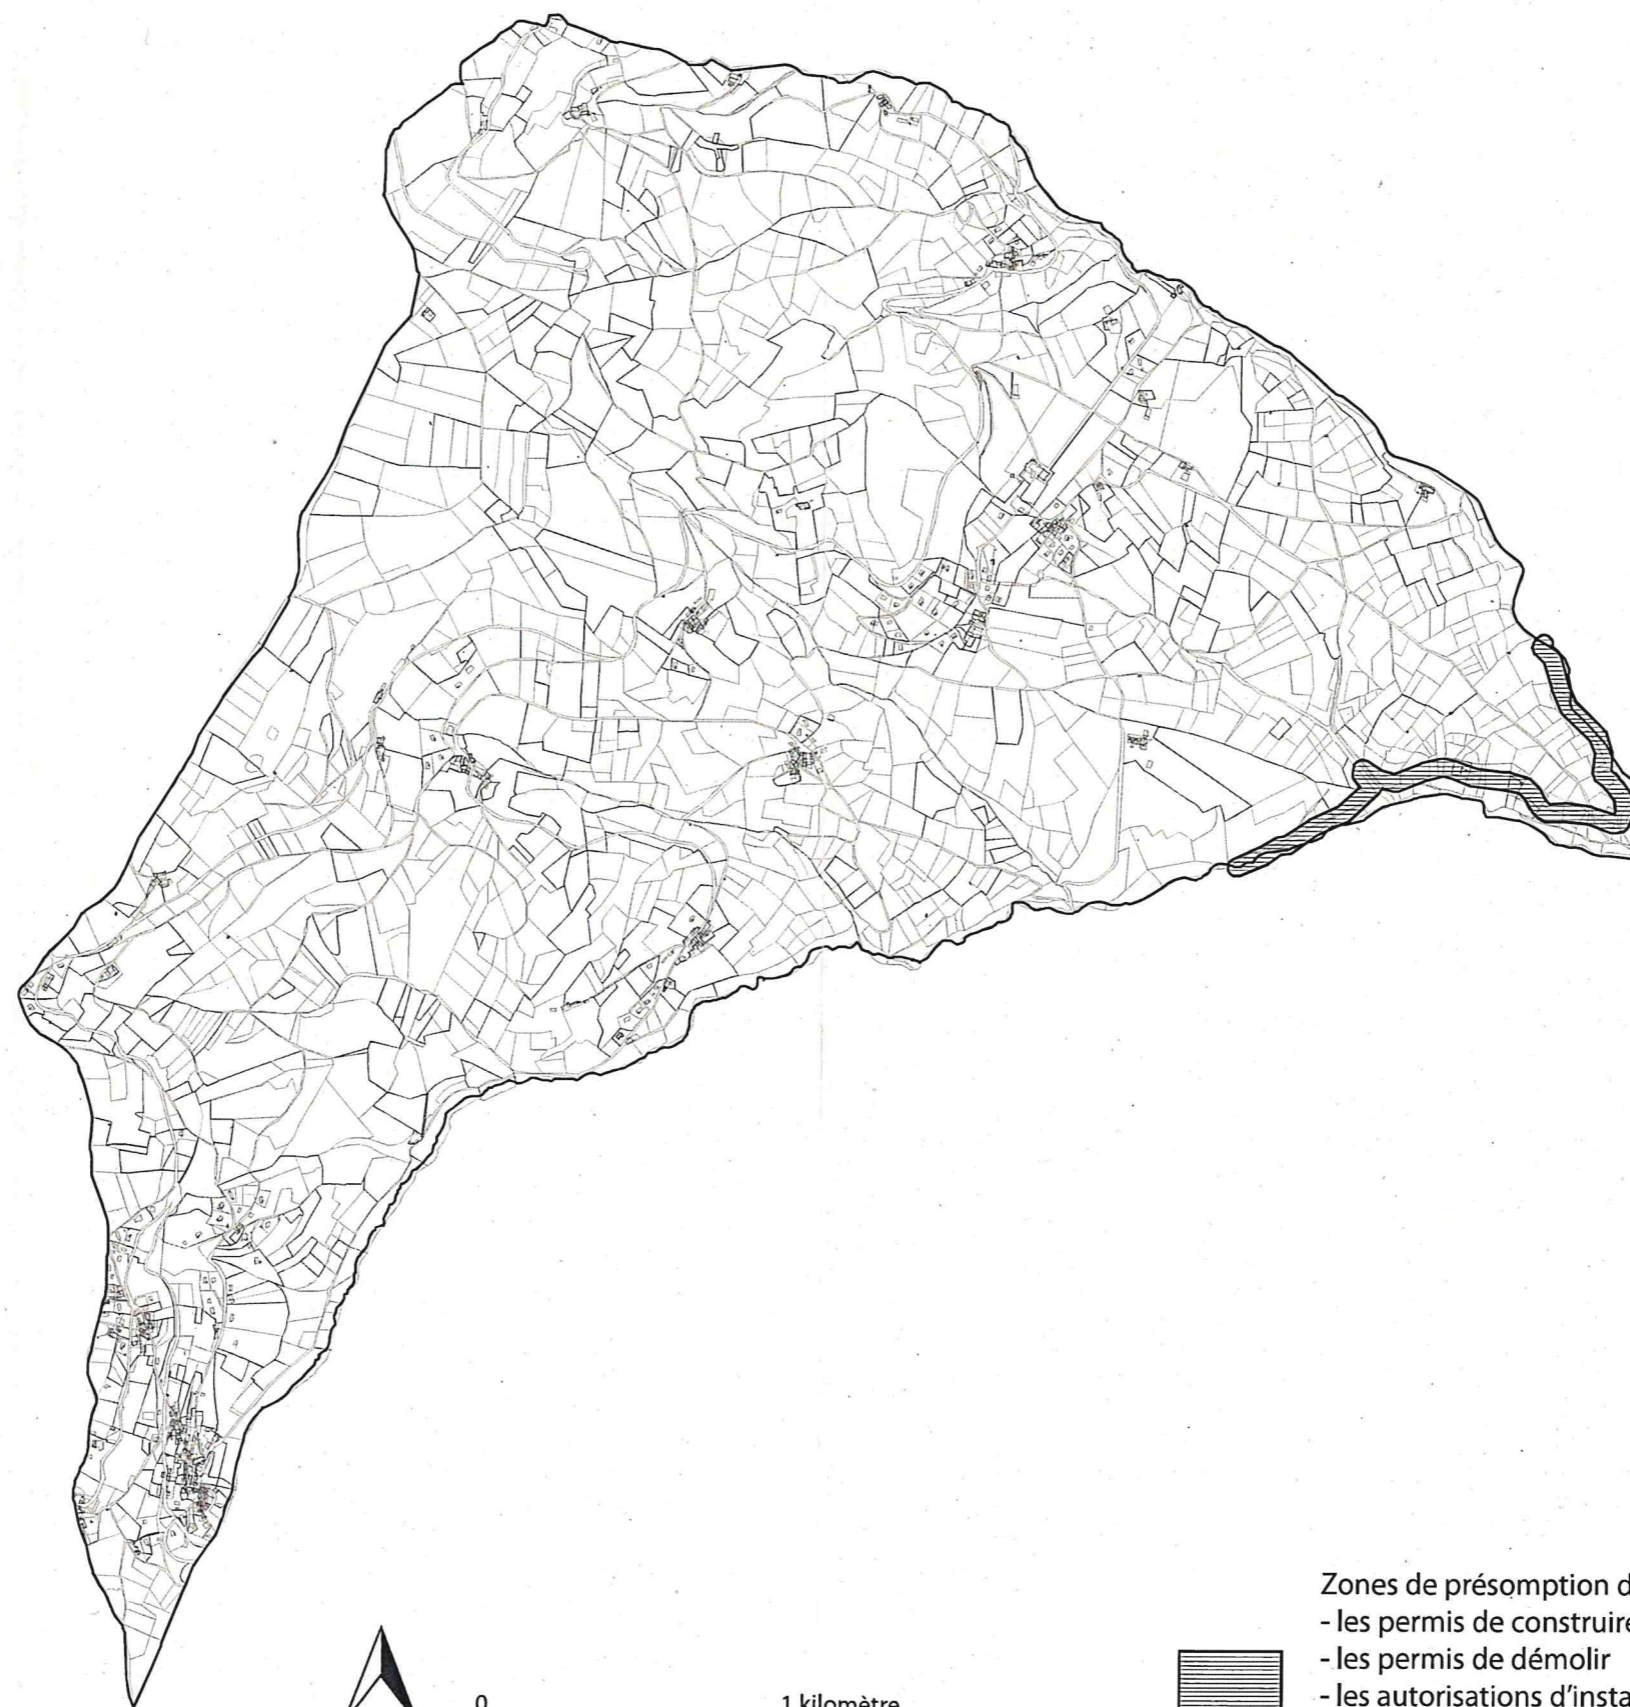 Zones de présomption d
- les permis de construire
- les permis de démolir
- les autorisations d'insta
0 1 kilomètre